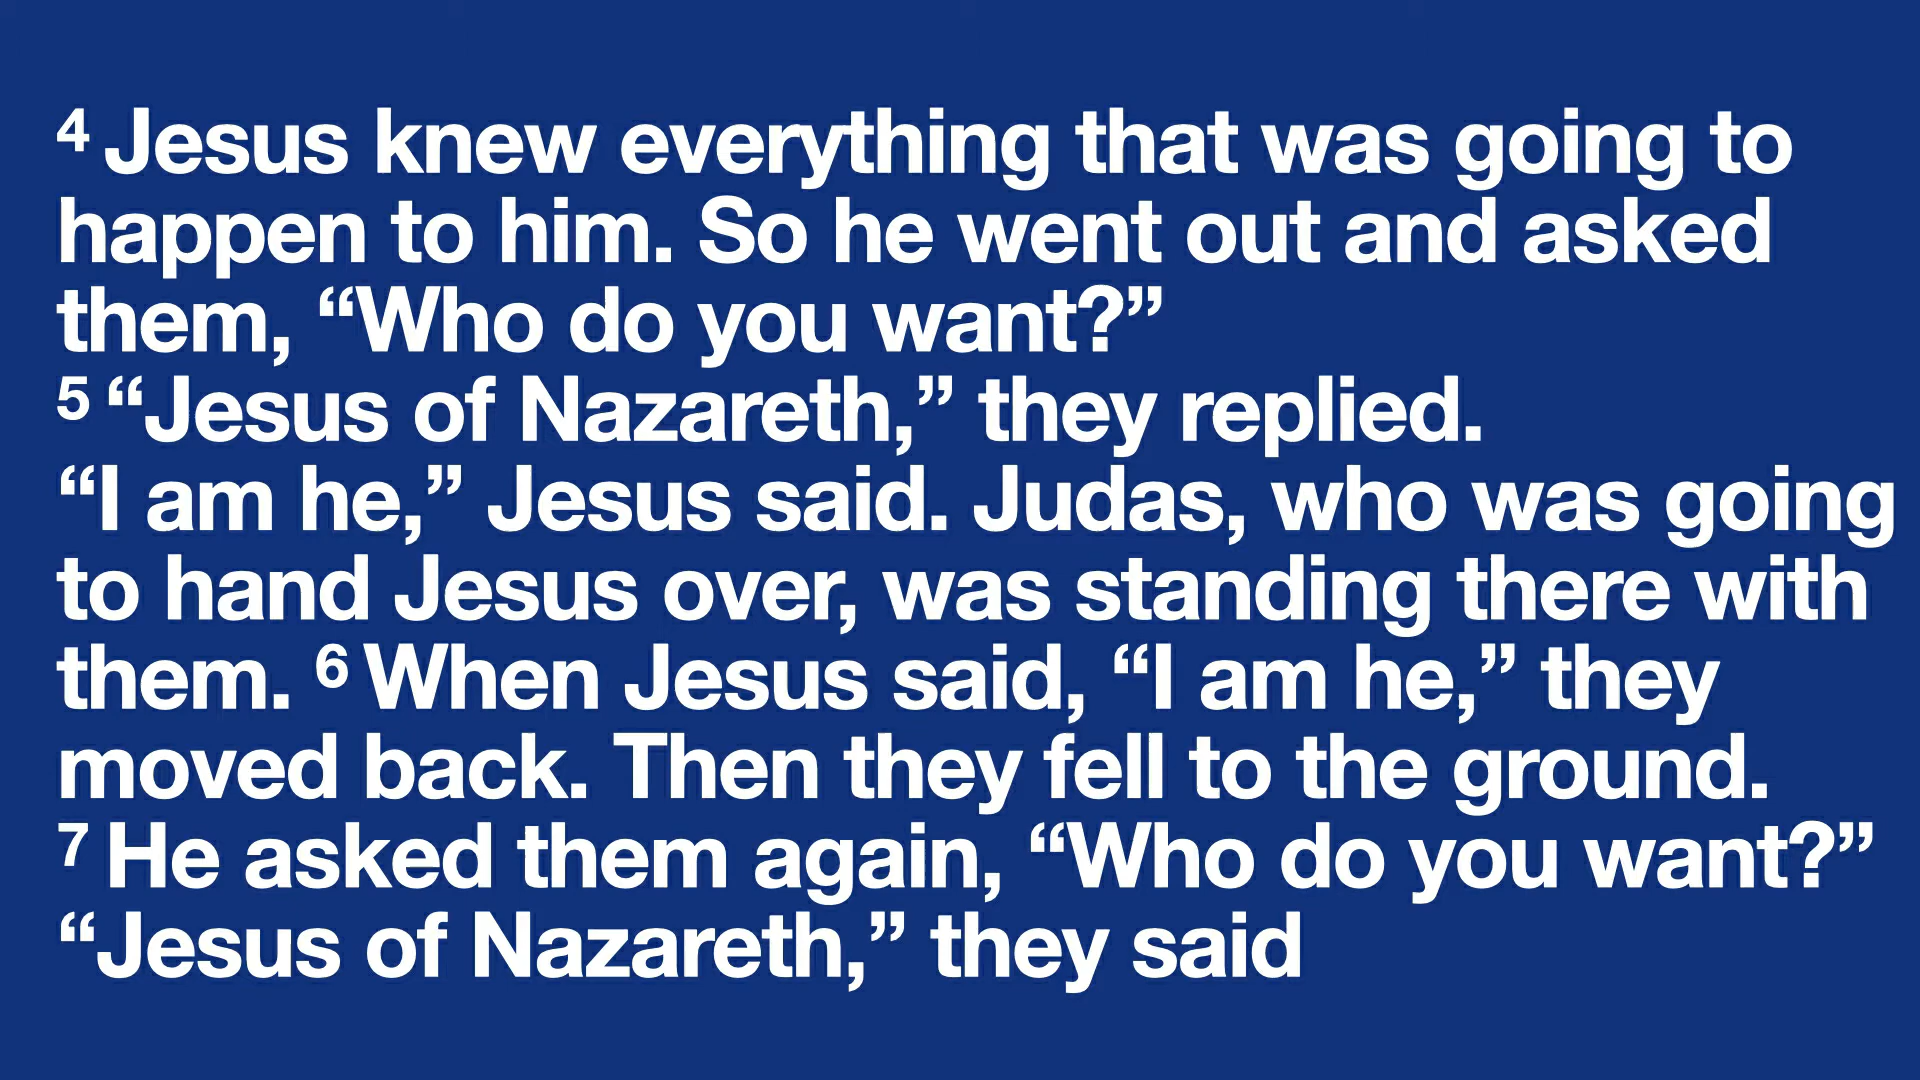 4 Jesus knew everything that was going to
happen to him. So he went out and asked
them, “Who do you want?”
5 “Jesus of Nazareth,” they replied.
“I am he,” Jesus said. Judas, who was going
to hand Jesus over, was standing there with
them. 6 When Jesus said, “I am he,” they
moved back. Then they fell to the ground.
7 He asked them again, “Who do you want?”
“Jesus of Nazareth,” they said